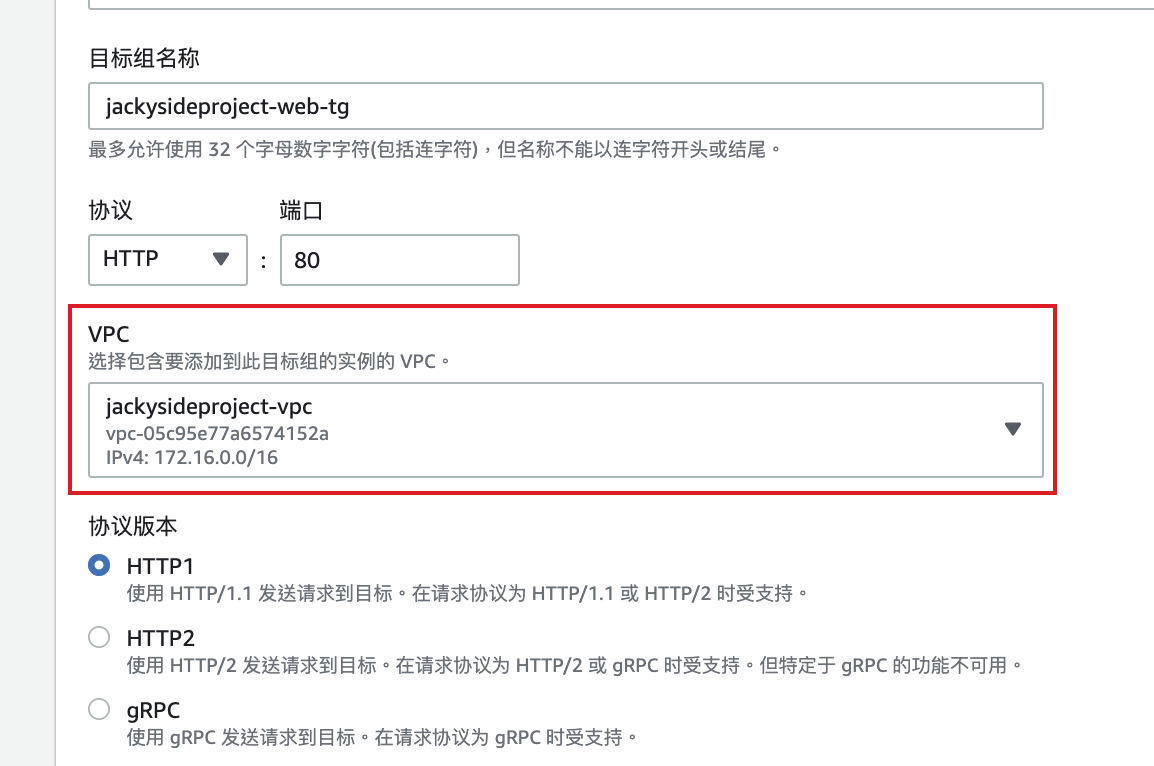 目标组名称
jackysideproject-web-tg
最多允许使用 32 个字母数字字符(包括连字符)，但名称不能以连字符开头或结尾。
协议
端口
HTTP
:
80
VPC
选择包含要添加到此目标组的实例的 VPC。
jackysideproject-vpc
vpc-05c95e77a6574152a
IPv4: 172.16.0.0/16
协议版本
HTTP1
使用 HTTP/1.1 发送请求到目标。在请求协议为 HTTP/1.1 或 HTTP/2 时受支持。
HTTP2
使用 HTTP/2 发送请求到目标。在请求协议为 HTTP/2 或 gRPC 时受支持。但特定于 gRPC 的功能不可用。
gRPC
使用 gRPC 发送请求到目标。在请求协议为 gRPC 时受支持。